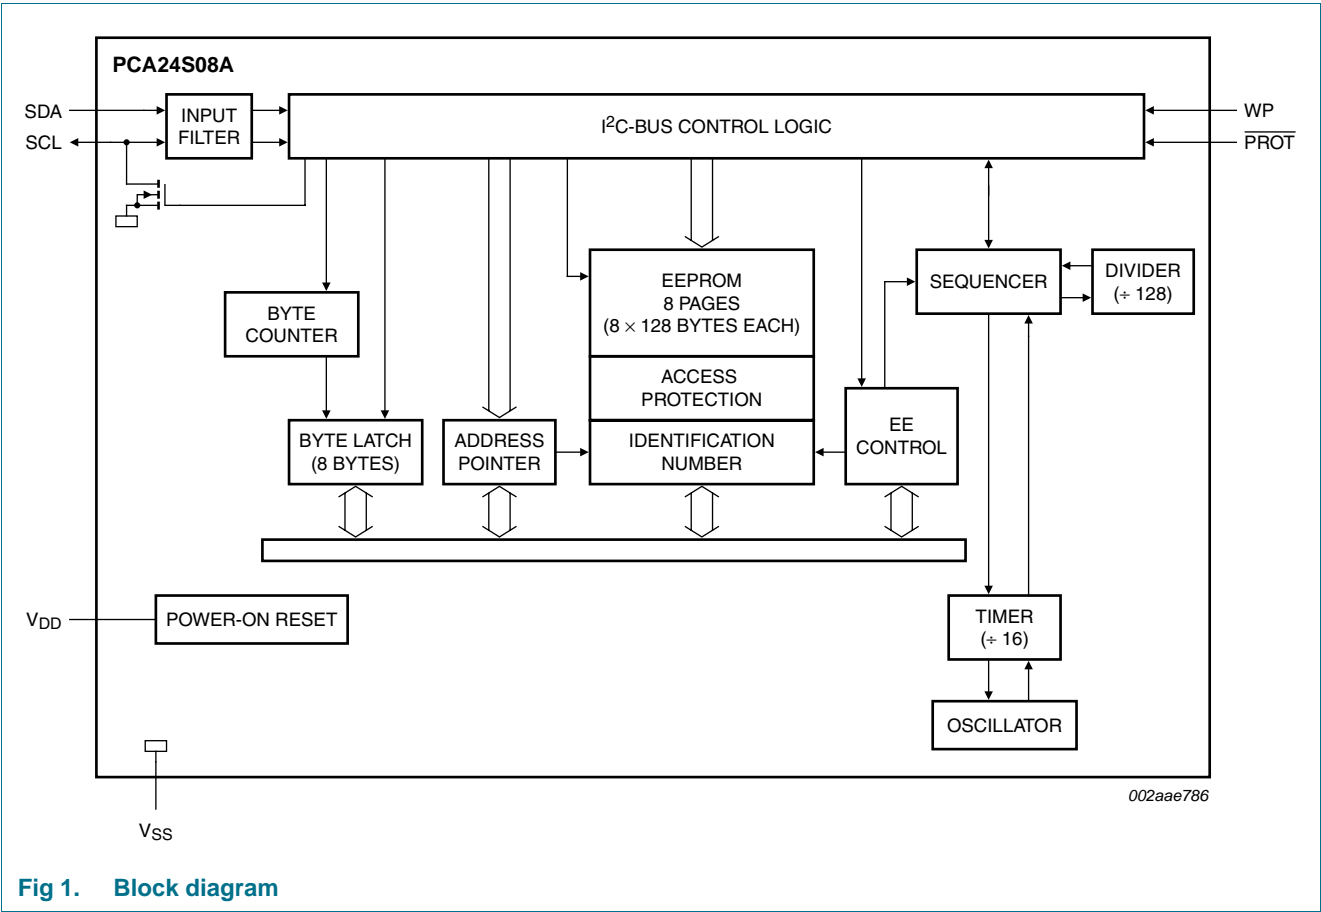 PCA24S08A
SDA
SCL
INPUT
FILTER
I²C-BUS CONTROL LOGIC
WP
PROT
BYTE
COUNTER
EEPROM
8 PAGES
(8 × 128 BYTES EACH)
SEQUENCER
DIVIDER
(÷ 128)
ACCESS
PROTECTION
BYTE LATCH
(8 BYTES)
ADDRESS
POINTER
IDENTIFICATION
NUMBER
EE
CONTROL
VDD
POWER-ON RESET
TIMER
(÷ 16)
OSCILLATOR
VSS
002aae786
Fig 1. Block diagram